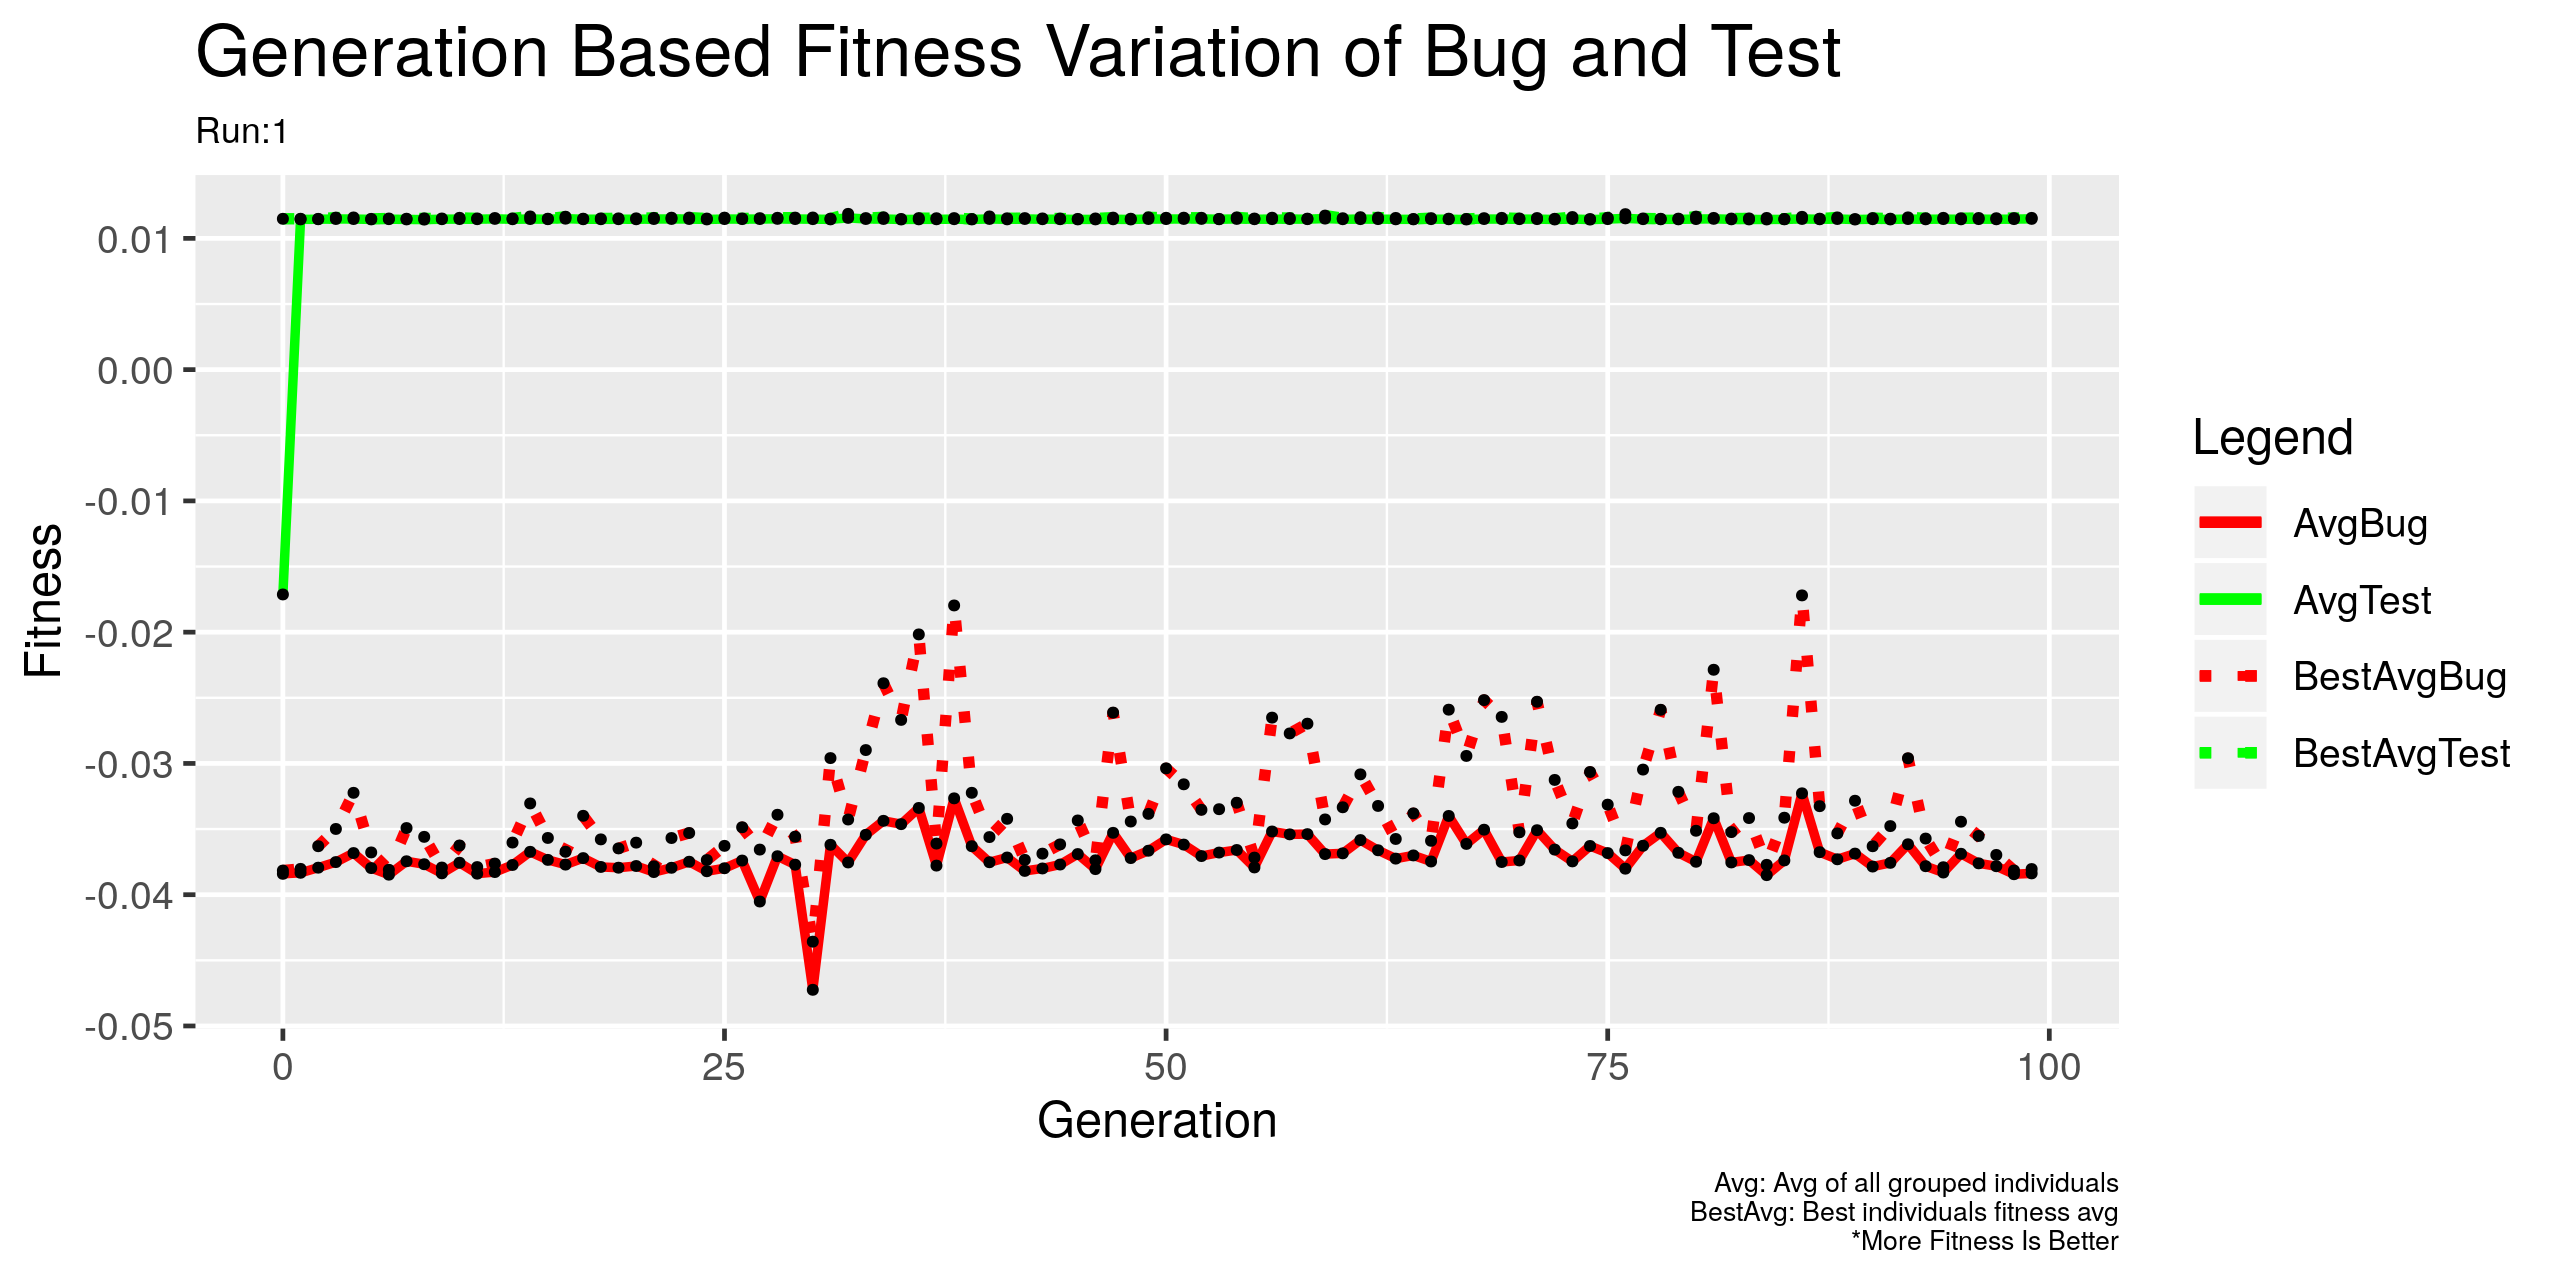 Generation Based Fitness Variation of Bug and Test
Run:1
0.01
0.00
-0.01
-0.02
-0.03
-0.04
-0.05
Fitness
0 25 50 75 100
Generation
Legend
AvgBug
AvgTest
BestAvgBug
BestAvgTest
Avg: Avg of all grouped individuals
BestAvg: Best individuals fitness avg
*More Fitness Is Better